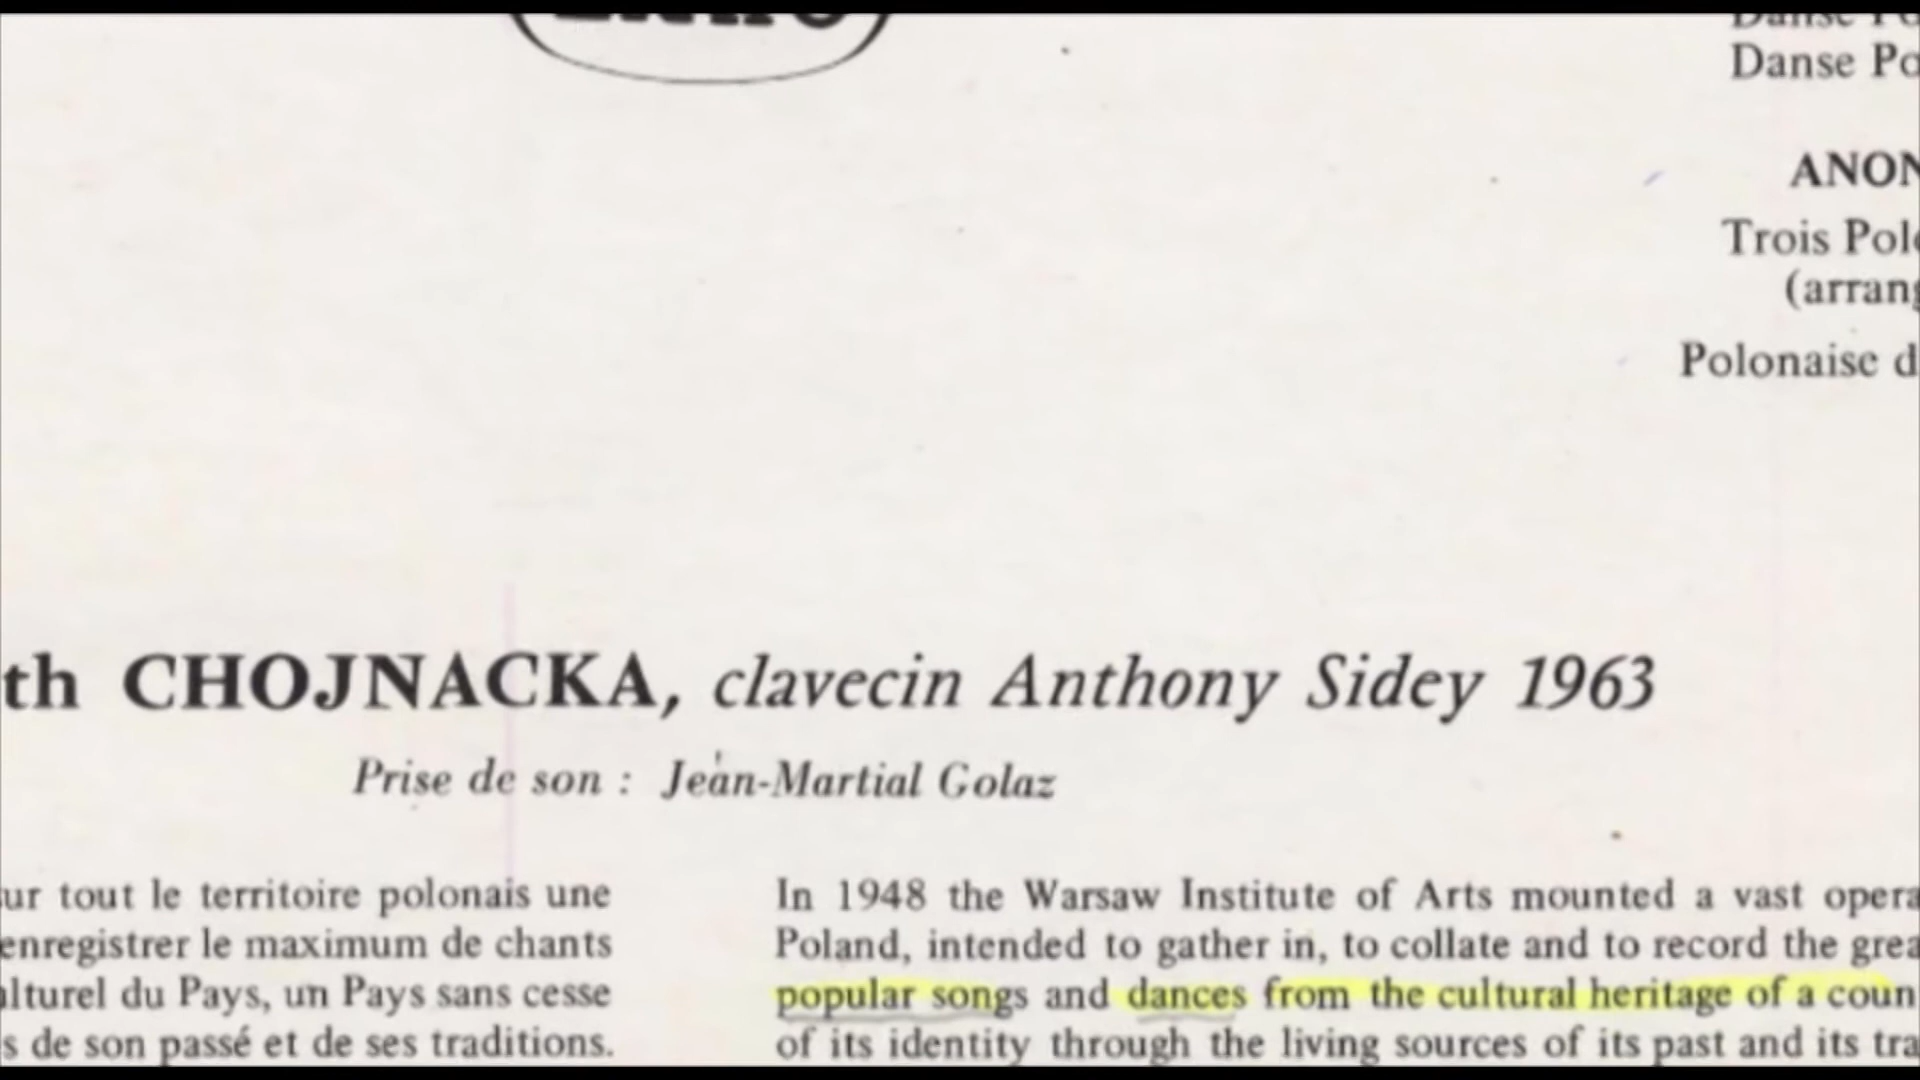 Danse Po
ANON
Trois Polo
(arrang
Polonaise d
th CHOJNACKA, clavecin Anthony Sidey 1963
Prise de son : Jean-Martial Golaz
ur tout le territoire polonais une
enregistrer le maximum de chants
lturel du Pays, un Pays sans cesse
s de son passé et de ses traditions.
In 1948 the Warsaw Institute of Arts mounted a vast opera
Poland, intended to gather in, to collate and to record the grea
popular songs and dances from the cultural heritage of a coun
of its identity through the living sources of its past and its tra